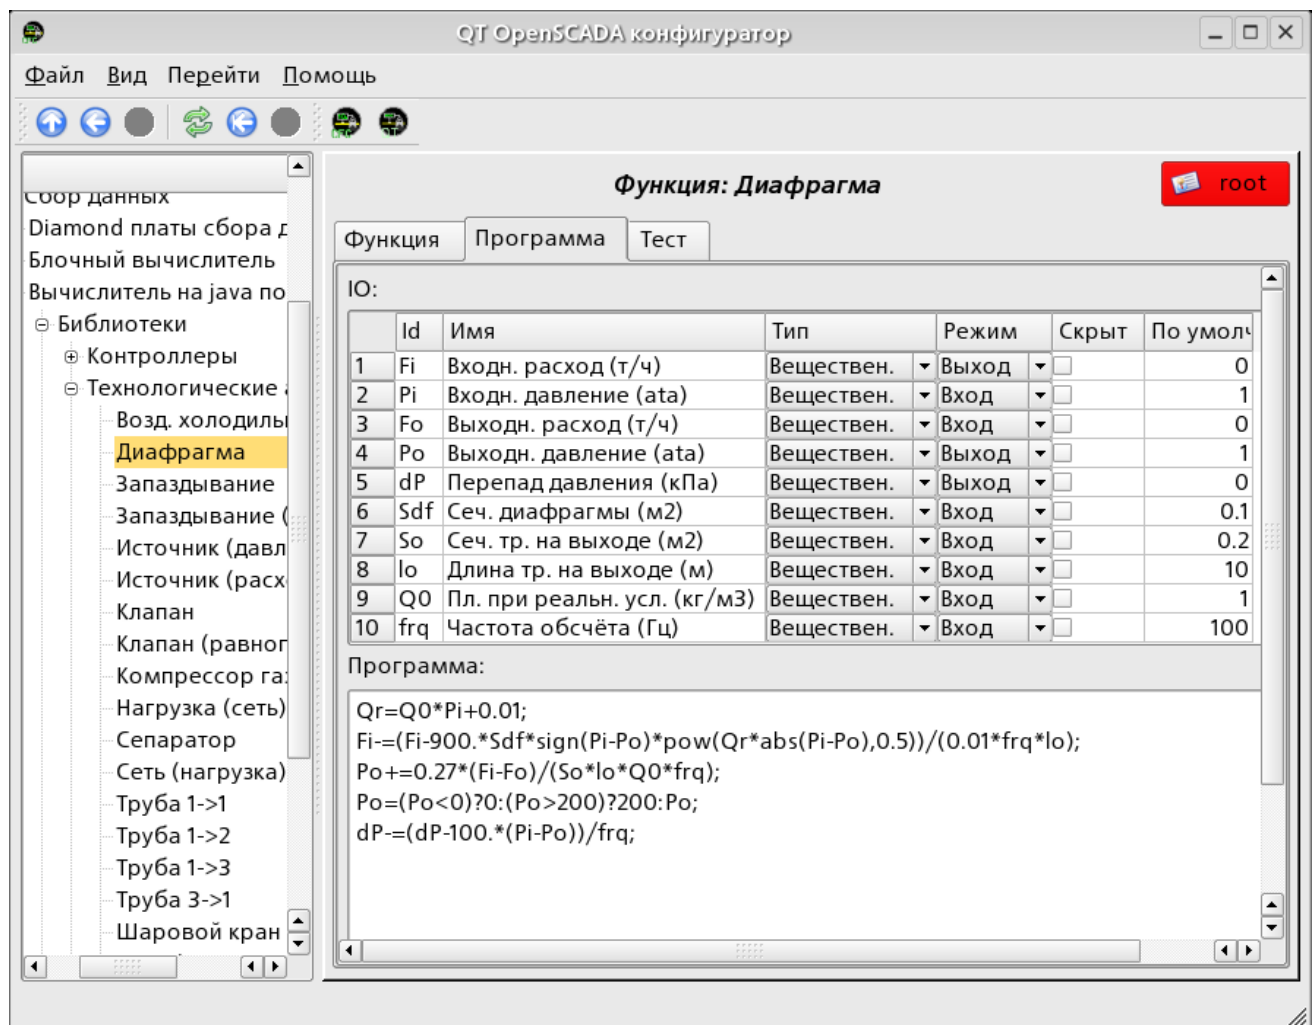 QT OpenSCADA конфигуратор
Файл Вид Перейти Помощь
Сбор данных
Diamond платы сбора д
Блочный вычислитель
Вычислитель на java по
Библиотеки
Контроллеры
Технологические
Возд. холодиль
Диафрагма
Запаздывание
Запаздывание (
Источник (давл
Источник (расх
Клапан
Клапан (равног
Компрессор га
Нагрузка (сеть)
Сепаратор
Сеть (нагрузка)
Труба 1->1
Труба 1->2
Труба 1->3
Труба 3->1
Шаровой кран
Функция: Диафрагма
root
Функция Программа Тест
IO:
Id Имя Тип Режим Скрыт По умолч
1 Fi Входн. расход (т/ч) Веществен. Выход 0
2 Pi Входн. давление (ata) Веществен. Вход 1
3 Fo Выходн. расход (т/ч) Веществен. Вход 0
4 Po Выходн. давление (ata) Веществен. Выход 1
5 dP Перепад давления (кПа) Веществен. Выход 0
6 Sdf Сеч. диафрагмы (м2) Веществен. Вход 0.1
7 So Сеч. тр. на выходе (м2) Веществен. Вход 0.2
8 lo Длина тр. на выходе (м) Веществен. Вход 10
9 Q0 Пл. при реальн. усл. (кг/м3) Веществен. Вход 1
10 frq Частота обсчёта (Гц) Веществен. Вход 100
Программа:
Qr=Q0*Pi+0.01;
Fi-=(Fi-900.*Sdf*sign(Pi-Po)*pow(Qr*abs(Pi-Po),0.5))/(0.01*frq*lo);
Po+=0.27*(Fi-Fo)/(So*lo*Q0*frq);
Po=(Po<0)?0:(Po>200)?200:Po;
dP-=(dP-100.*(Pi-Po))/frq;